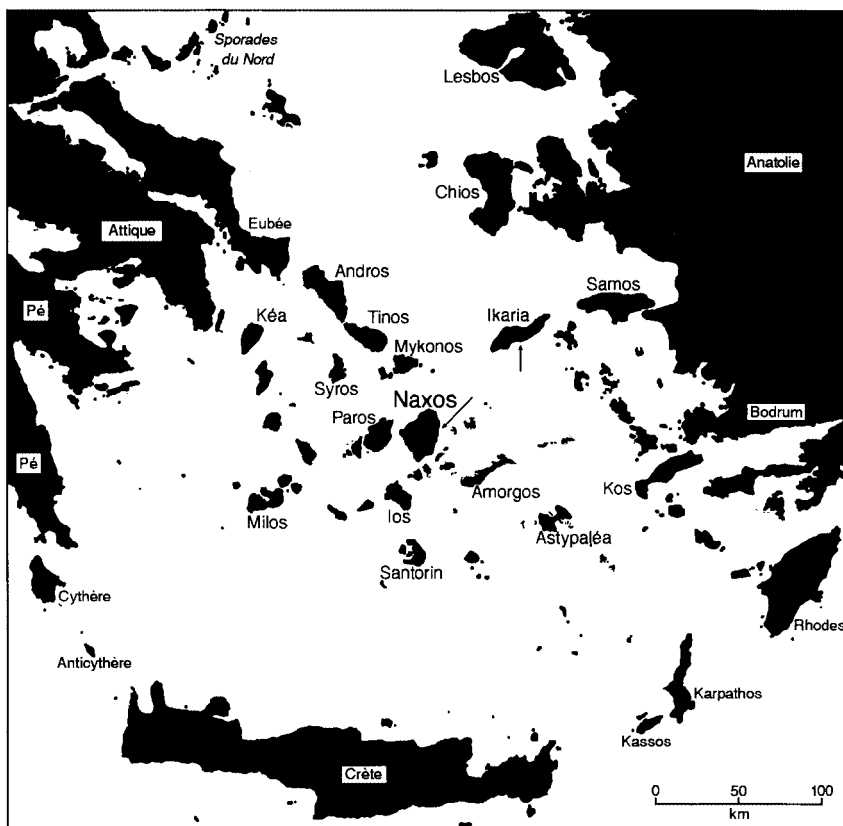 Sporades
du Nord
Lesbos
Anatolie
Chios
Attique
Eubée
Andros
Samos
Pé
Kéa
Tinos
Ikaria
Mykonos
Syros
Naxos
Paros
Bodrum
Pé
Amorgos
Kos
Milos
Ios
Astypaléa
Santorin
Cythère
Rhodes
Anticythère
Karpathos
Kassos
Crète
0 50 100
km